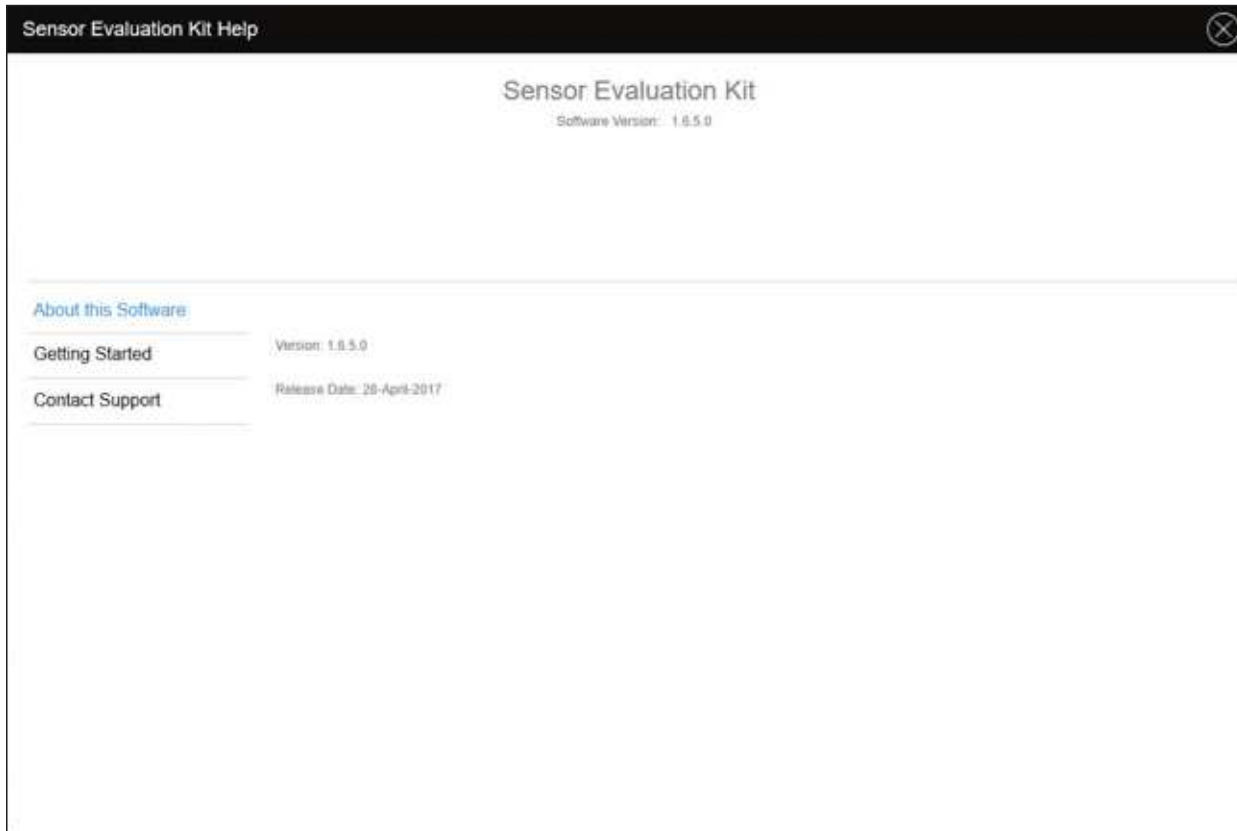 Sensor Evaluation Kit Help
Sensor Evaluation Kit
Software Version: 1.6.5.0
About this Software
Getting Started
Version: 1.6.5.0
Contact Support
Release Date: 28-April-2017